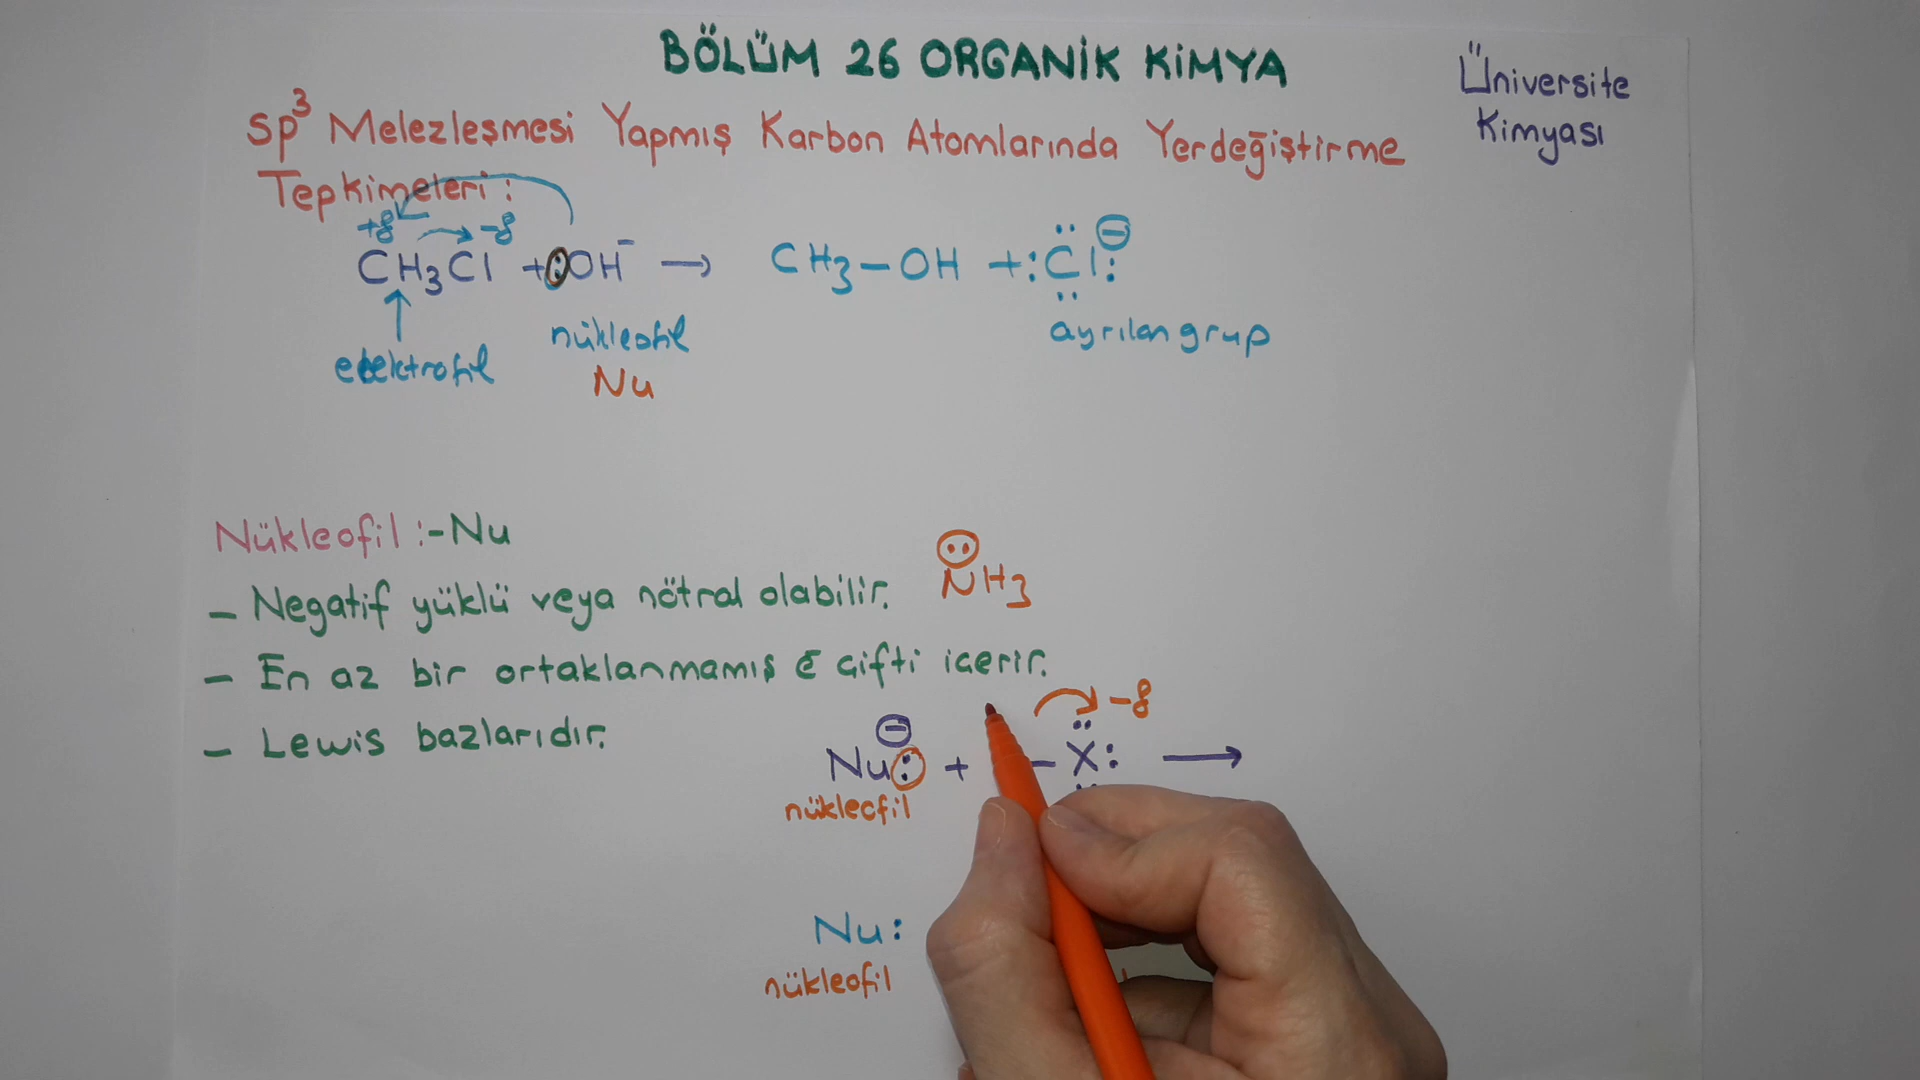 BÖLÜM 26 ORGANİK KİMYA
Üniversite
Kimyası
sp³ Melezleşmesi Yapmış Karbon Atomlarında Yerdeğiştirme
Tepkimeleri :
+δ → -δ
CH₃Cl + :OH⁻ → CH₃-OH + :Cl: ⊖
elektrofil
nükleofil
Nu
ayrılan grup
Nükleofil :-Nu
- Negatif yüklü veya nötral olabilir. NH₃
- En az bir ortaklanmamış e⁻ çifti içerir.
- Lewis bazlarıdır.
-δ
Nu:⊖ + - X: →
nükleofil
Nu:
nükleofil